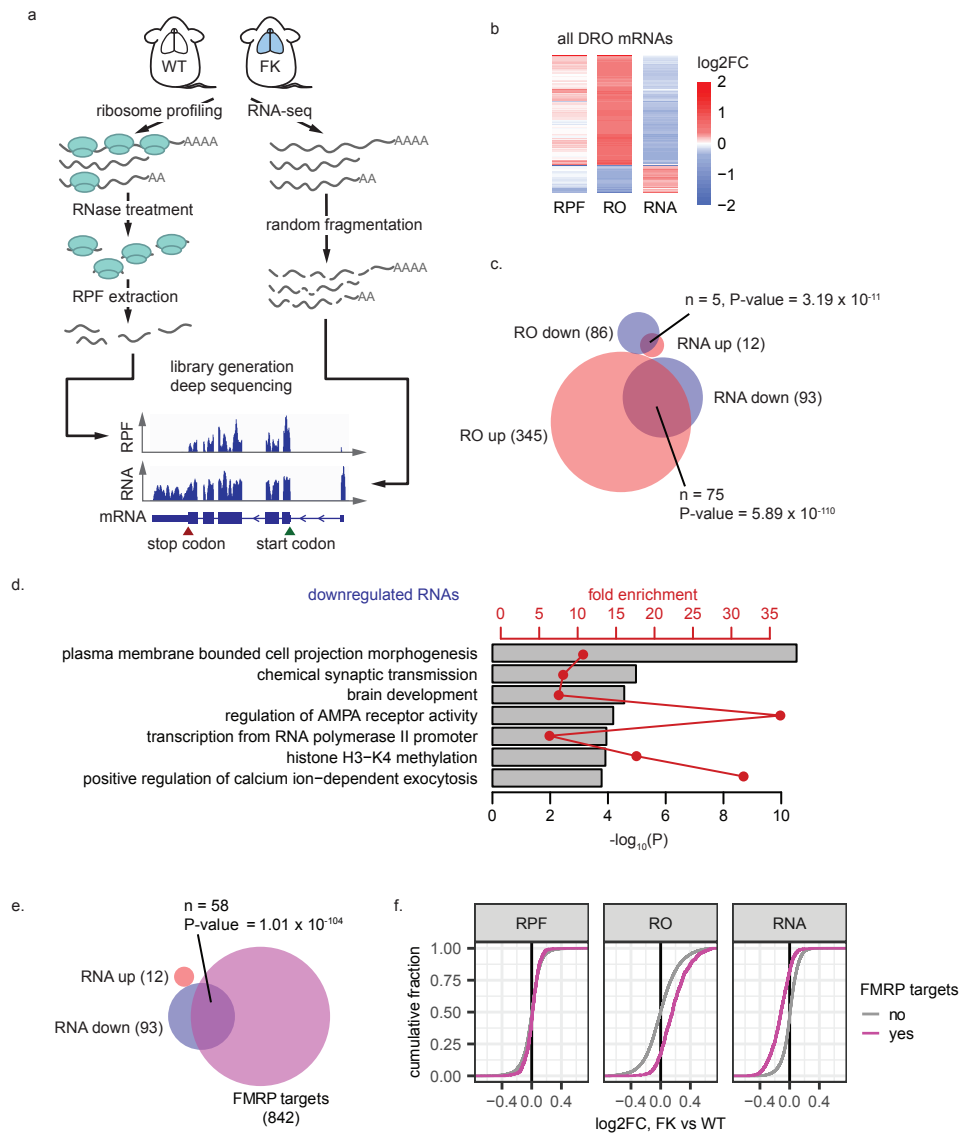 a
WT
FK
ribosome profiling
RNA-seq
AAAA
AAAA
AA
AA
RNase treatment
random fragmentation
AAAA
AA
RPF extraction
library generation
deep sequencing
RPF
RNA
mRNA
stop codon
start codon
b
all DRO mRNAs
log2FC
2
1
0
−1
−2
RPF RO RNA
c.
n = 5, P-value = 3.19 x 10-11
RO down (86)
RNA up (12)
RNA down (93)
RO up (345)
n = 75
P-value = 5.89 x 10-110
d.
downregulated RNAs
fold enrichment
0 5 10 15 20 25 30 35
plasma membrane bounded cell projection morphogenesis
chemical synaptic transmission
brain development
regulation of AMPA receptor activity
transcription from RNA polymerase II promoter
histone H3−K4 methylation
positive regulation of calcium ion−dependent exocytosis
0 2 4 6 8 10
-log10(P)
e.
n = 58
P-value = 1.01 x 10-104
RNA up (12)
RNA down (93)
FMRP targets
(842)
f.
RPF RO RNA
cumulative fraction
1.00
0.75
0.50
0.25
0.00
−0.4 0.0 0.4 −0.4 0.0 0.4 −0.4 0.0 0.4
log2FC, FK vs WT
FMRP targets
no
yes